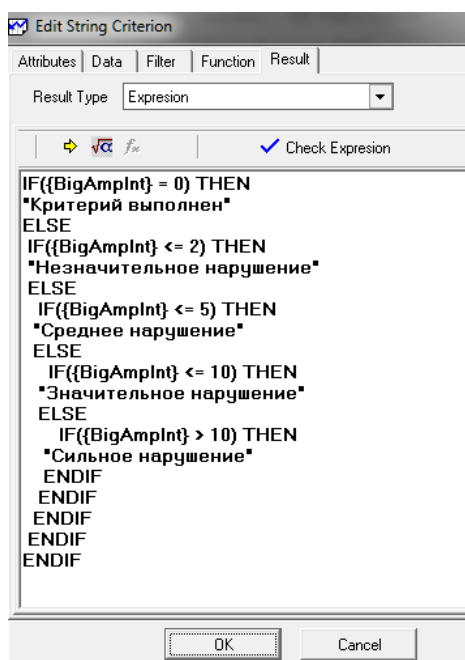 Edit String Criterion
Attributes Data Filter Function Result
Result Type Expresion
√α fx Check Expresion
IF({BigAmpInt} = 0) THEN
"Критерий выполнен"
ELSE
IF({BigAmpInt} <= 2) THEN
"Незначительное нарушение"
ELSE
IF({BigAmpInt} <= 5) THEN
"Среднее нарушение"
ELSE
IF({BigAmpInt} <= 10) THEN
"Значительное нарушение"
ELSE
IF({BigAmpInt} > 10) THEN
"Сильное нарушение"
ENDIF
ENDIF
ENDIF
ENDIF
ENDIF
OK Cancel